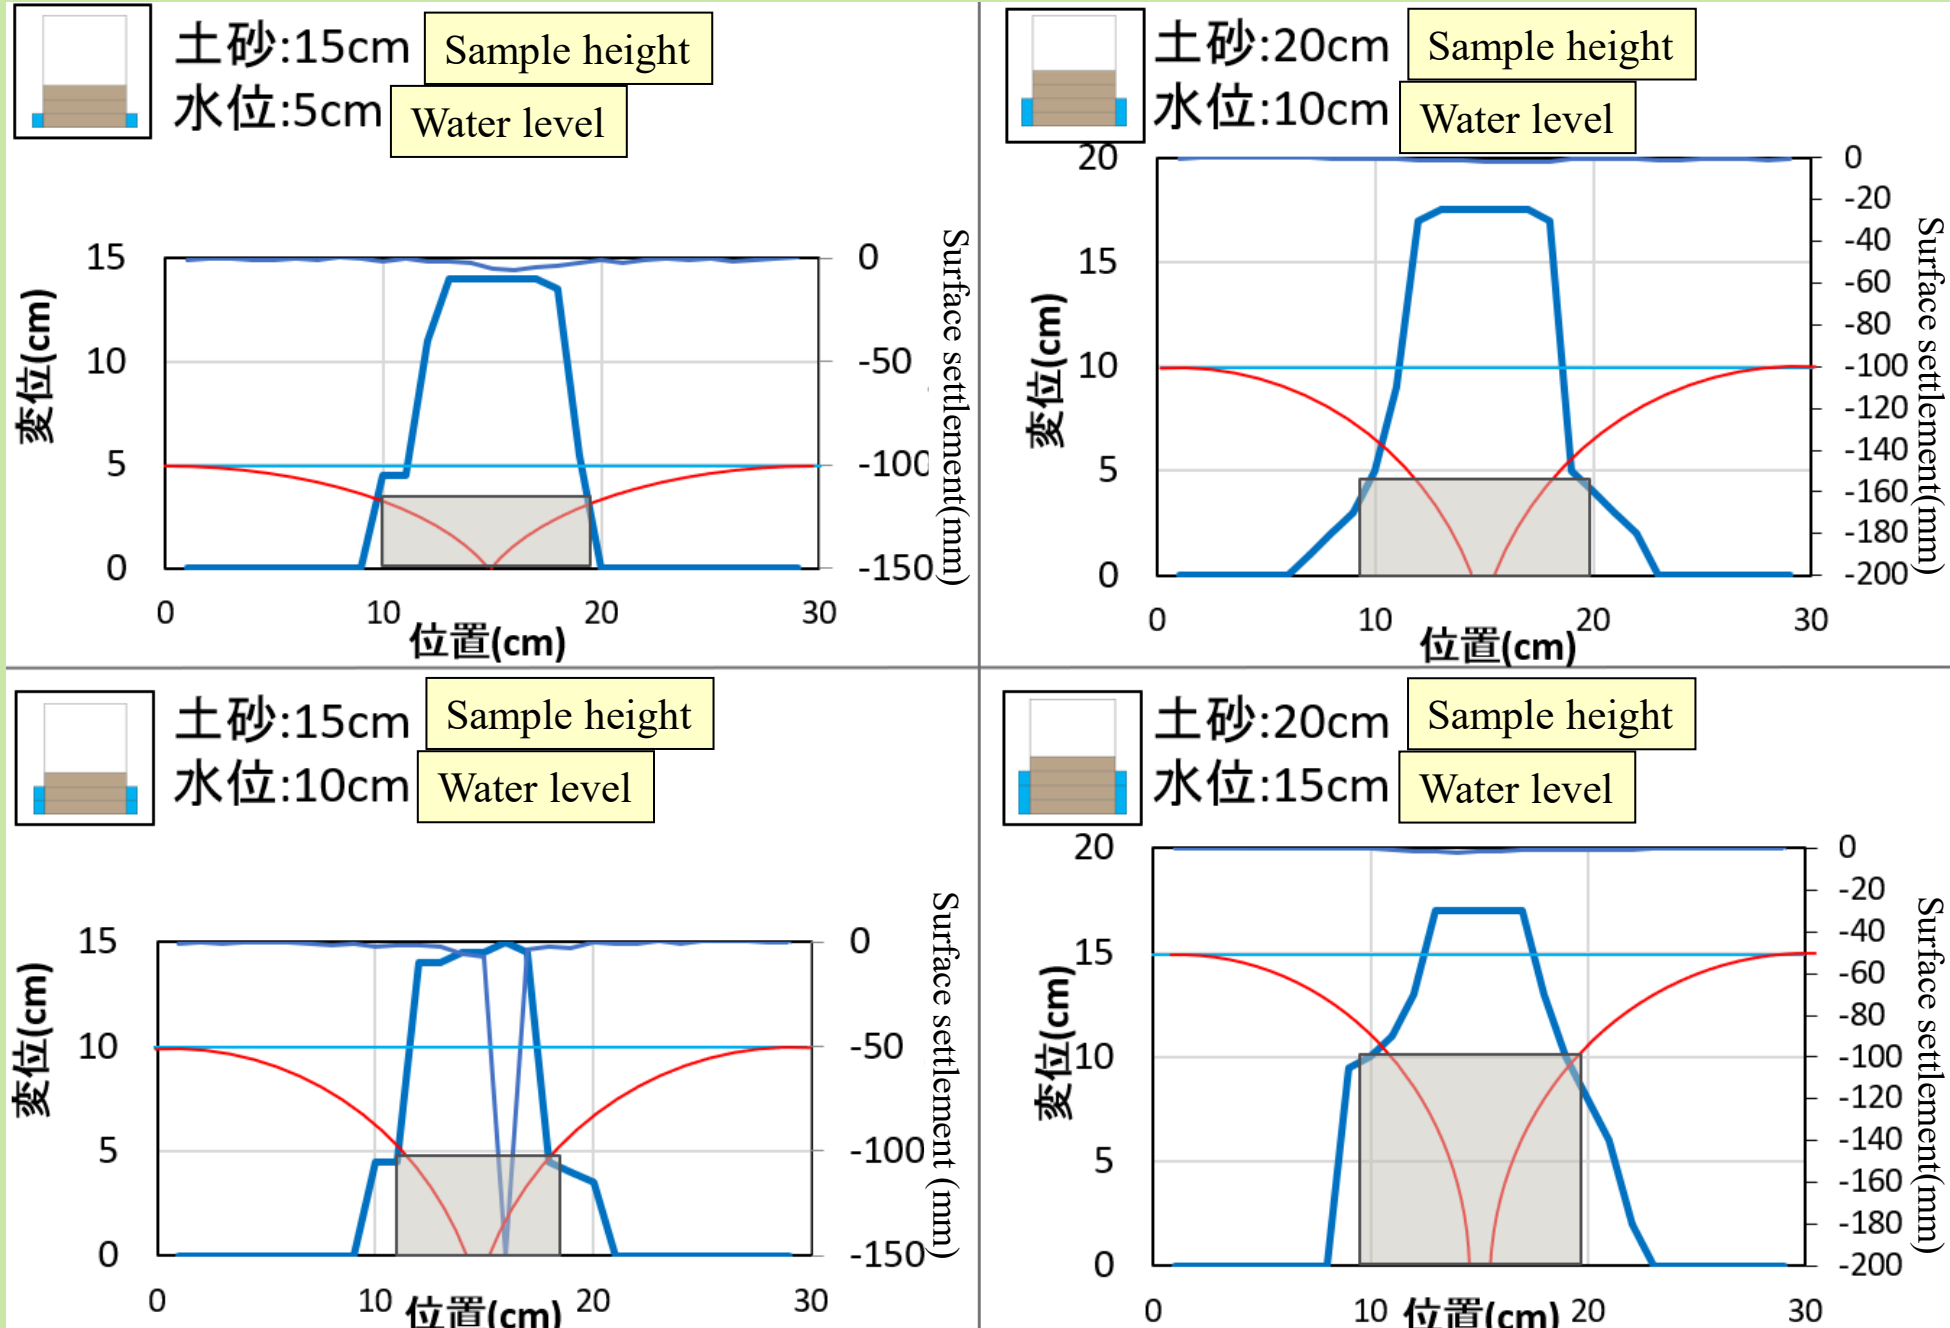 土砂:15cm Sample height
水位:5cm Water level
15
10
5
0
変位(cm)
0
-50
-100
-150
Surface settlement(mm)
0 10 20 30
位置(cm)
土砂:20cm Sample height
水位:10cm Water level
20
15
10
5
0
変位(cm)
0
-20
-40
-60
-80
-100
-120
-140
-160
-180
-200
Surface settlement(mm)
0 10 20 30
位置(cm)
土砂:15cm Sample height
水位:10cm Water level
15
10
5
0
変位(cm)
0
-50
-100
-150
Surface settlement (mm)
0 10 20 30
位置(cm)
土砂:20cm Sample height
水位:15cm Water level
20
15
10
5
0
変位(cm)
0
-20
-40
-60
-80
-100
-120
-140
-160
-180
-200
Surface settlement(mm)
0 10 20 30
位置(cm)